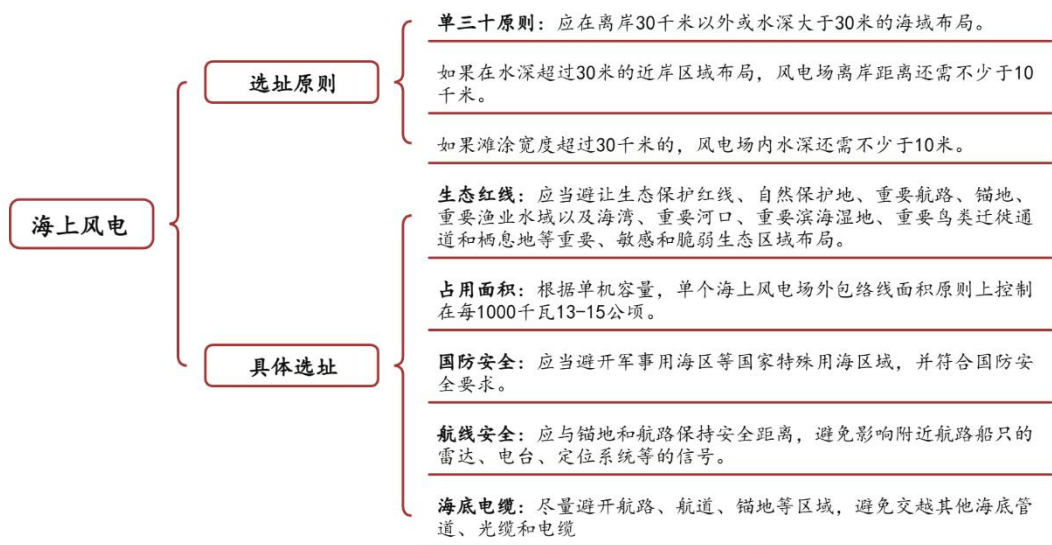 海上风电
选址原则
单三十原则：应在离岸30千米以外或水深大于30米的海域布局。
如果在水深超过30米的近岸区域布局，风电场离岸距离还需不少于10
千米。
如果滩涂宽度超过30千米的，风电场内水深还需不少于10米。
具体选址
生态红线：应当避让生态保护红线、自然保护地、重要航路、锚地、
重要渔业水域以及海湾、重要河口、重要滨海湿地、重要鸟类迁徙通
道和栖息地等重要、敏感和脆弱生态区域布局。
占用面积：根据单机容量，单个海上风电场外包络线面积原则上控制
在每1000千瓦13-15公顷。
国防安全：应当避开军事用海区等国家特殊用海区域，并符合国防安
全要求。
航线安全：应与锚地和航路保持安全距离，避免影响附近航路船只的
雷达、电台、定位系统等的信号。
海底电缆：尽量避开航路、航道、锚地等区域，避免交越其他海底管
道、光缆和电缆